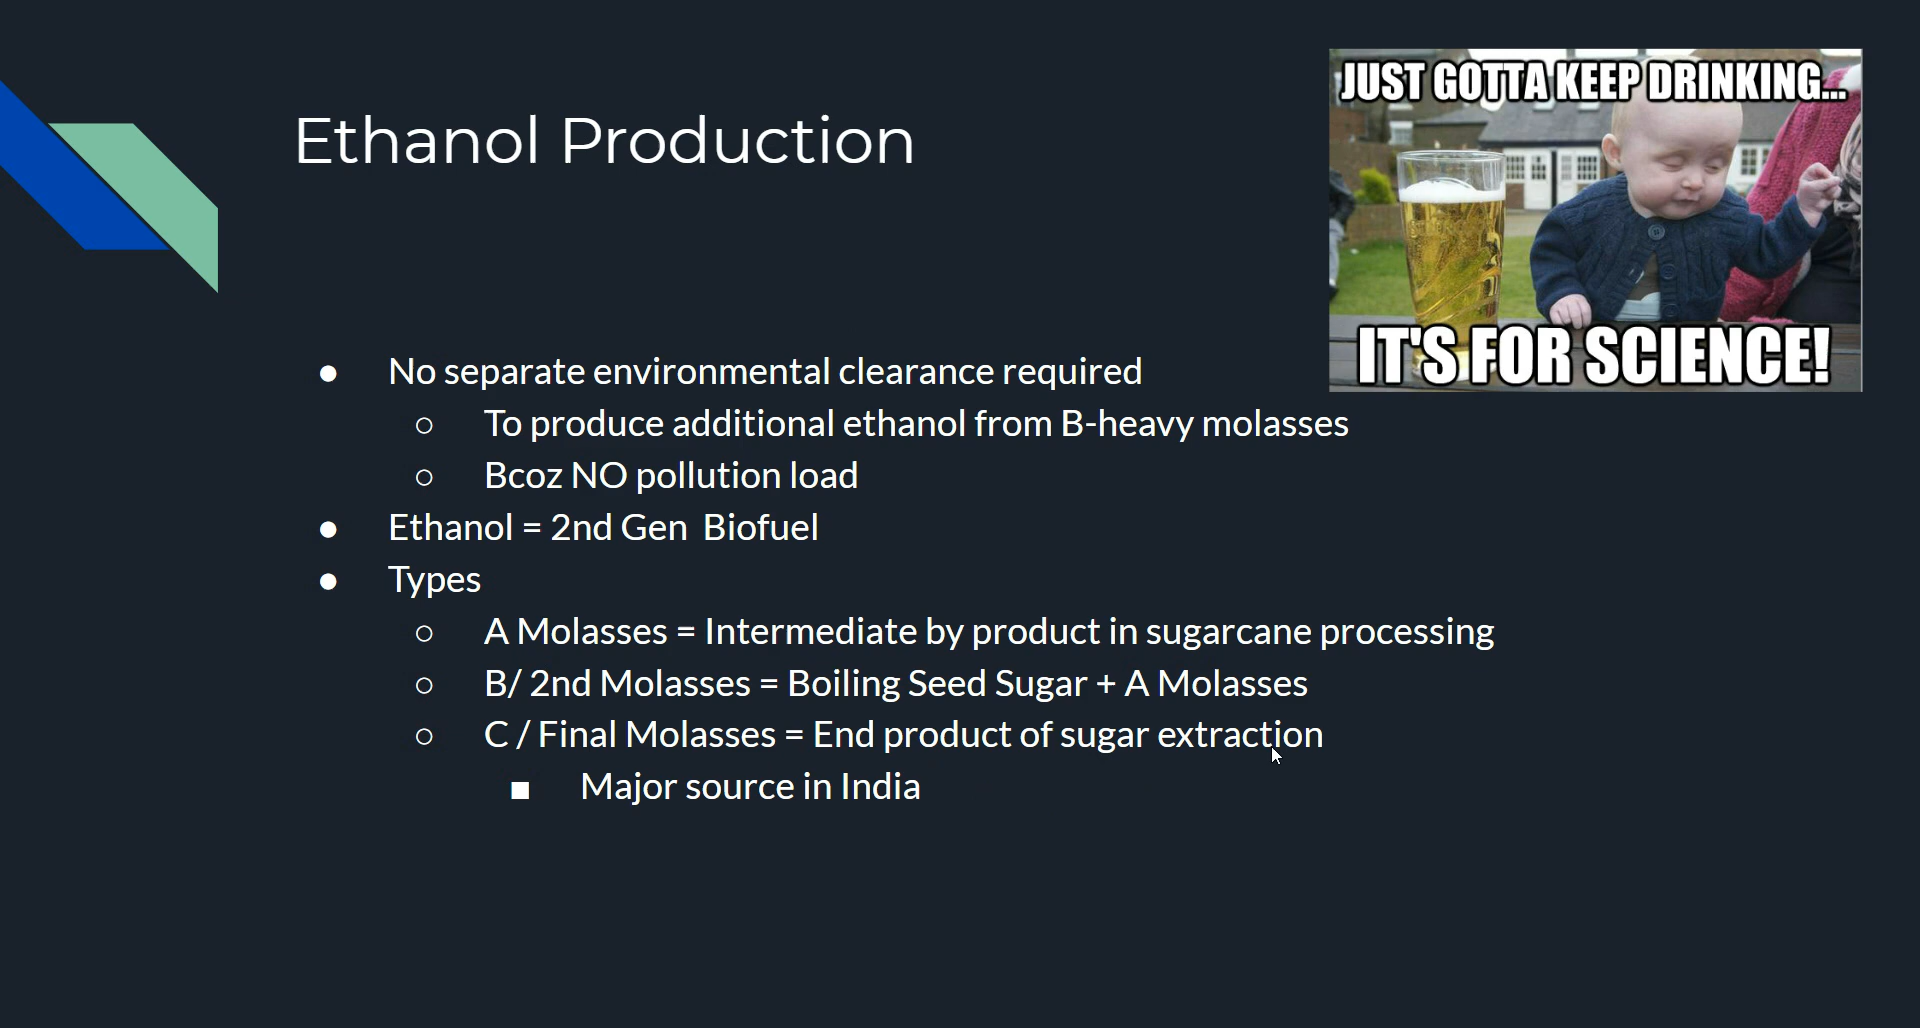 Ethanol Production
JUST GOTTA KEEP DRINKING...
IT'S FOR SCIENCE!
● No separate environmental clearance required
○ To produce additional ethanol from B-heavy molasses
○ Bcoz NO pollution load
● Ethanol = 2nd Gen  Biofuel
● Types
○ A Molasses = Intermediate by product in sugarcane processing
○ B/ 2nd Molasses = Boiling Seed Sugar + A Molasses
○ C / Final Molasses = End product of sugar extraction
■ Major source in India